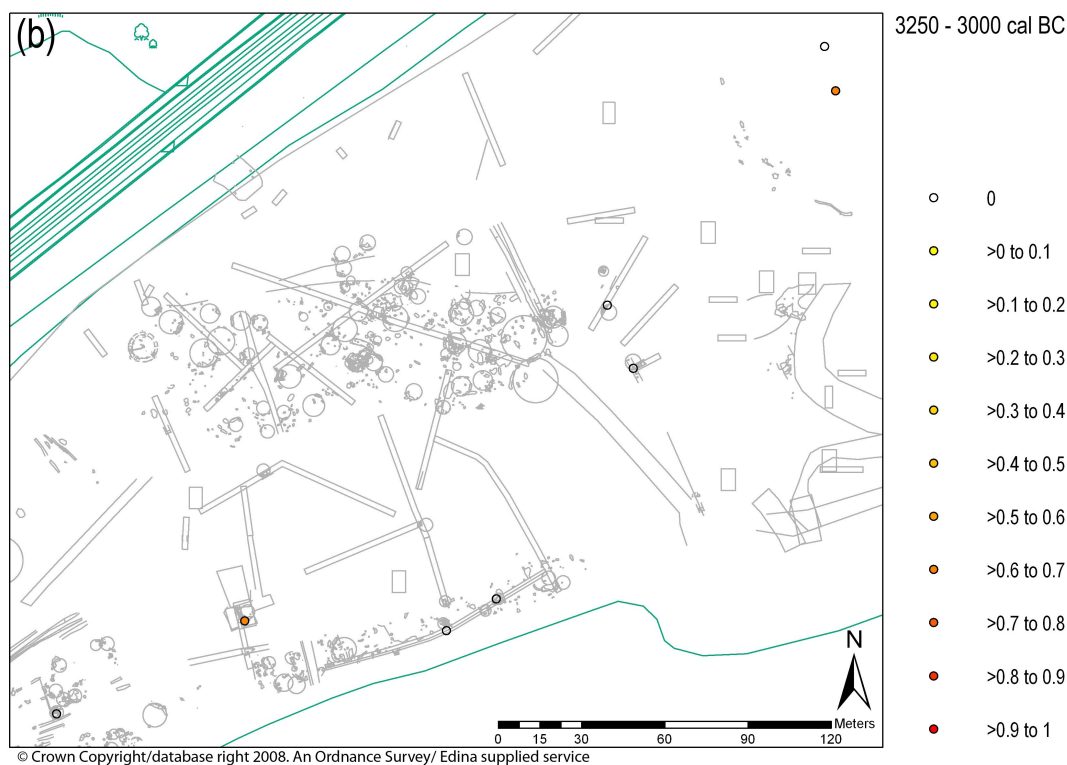 (b)
3250 - 3000 cal BC
0
>0 to 0.1
>0.1 to 0.2
>0.2 to 0.3
>0.3 to 0.4
>0.4 to 0.5
>0.5 to 0.6
>0.6 to 0.7
>0.7 to 0.8
>0.8 to 0.9
>0.9 to 1
N
Meters
0 15 30 60 90 120
© Crown Copyright/database right 2008. An Ordnance Survey/ Edina supplied service